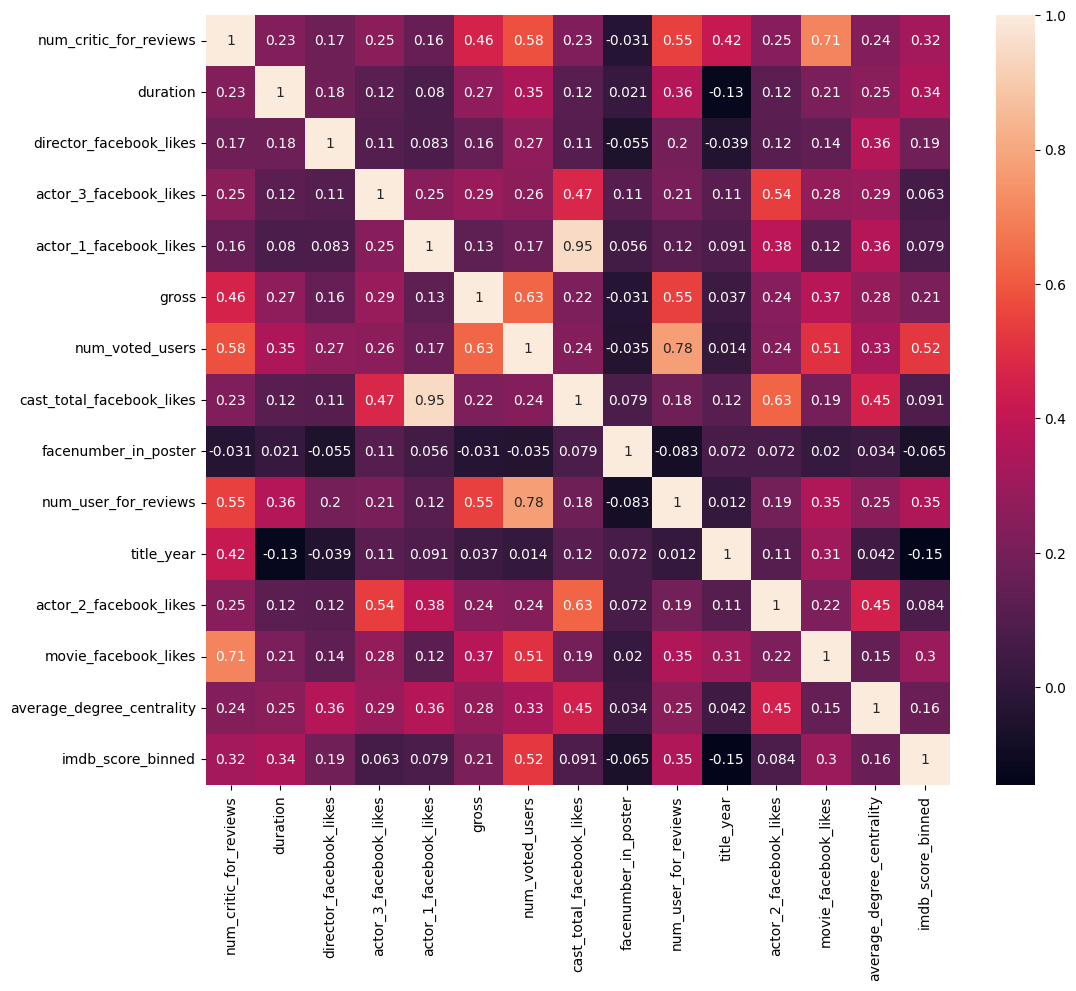 num_critic_for_reviews 1 0.23 0.17 0.25 0.16 0.46 0.58 0.23 -0.031 0.55 0.42 0.25 0.71 0.24 0.32
duration 0.23 1 0.18 0.12 0.08 0.27 0.35 0.12 0.021 0.36 -0.13 0.12 0.21 0.25 0.34
director_facebook_likes 0.17 0.18 1 0.11 0.083 0.16 0.27 0.11 -0.055 0.2 -0.039 0.12 0.14 0.36 0.19
actor_3_facebook_likes 0.25 0.12 0.11 1 0.25 0.29 0.26 0.47 0.11 0.21 0.11 0.54 0.28 0.29 0.063
actor_1_facebook_likes 0.16 0.08 0.083 0.25 1 0.13 0.17 0.95 0.056 0.12 0.091 0.38 0.12 0.36 0.079
gross 0.46 0.27 0.16 0.29 0.13 1 0.63 0.22 -0.031 0.55 0.037 0.24 0.37 0.28 0.21
num_voted_users 0.58 0.35 0.27 0.26 0.17 0.63 1 0.24 -0.035 0.78 0.014 0.24 0.51 0.33 0.52
cast_total_facebook_likes 0.23 0.12 0.11 0.47 0.95 0.22 0.24 1 0.079 0.18 0.12 0.63 0.19 0.45 0.091
facenumber_in_poster -0.031 0.021 -0.055 0.11 0.056 -0.031 -0.035 0.079 1 -0.083 0.072 0.072 0.02 0.034 -0.065
num_user_for_reviews 0.55 0.36 0.2 0.21 0.12 0.55 0.78 0.18 -0.083 1 0.012 0.19 0.35 0.25 0.35
title_year 0.42 -0.13 -0.039 0.11 0.091 0.037 0.014 0.12 0.072 0.012 1 0.11 0.31 0.042 -0.15
actor_2_facebook_likes 0.25 0.12 0.12 0.54 0.38 0.24 0.24 0.63 0.072 0.19 0.11 1 0.22 0.45 0.084
movie_facebook_likes 0.71 0.21 0.14 0.28 0.12 0.37 0.51 0.19 0.02 0.35 0.31 0.22 1 0.15 0.3
average_degree_centrality 0.24 0.25 0.36 0.29 0.36 0.28 0.33 0.45 0.034 0.25 0.042 0.45 0.15 1 0.16
imdb_score_binned 0.32 0.34 0.19 0.063 0.079 0.21 0.52 0.091 -0.065 0.35 -0.15 0.084 0.3 0.16 1
num_critic_for_reviews
duration
director_facebook_likes
actor_3_facebook_likes
actor_1_facebook_likes
gross
num_voted_users
cast_total_facebook_likes
facenumber_in_poster
num_user_for_reviews
title_year
actor_2_facebook_likes
movie_facebook_likes
average_degree_centrality
imdb_score_binned
1.0
0.8
0.6
0.4
0.2
0.0